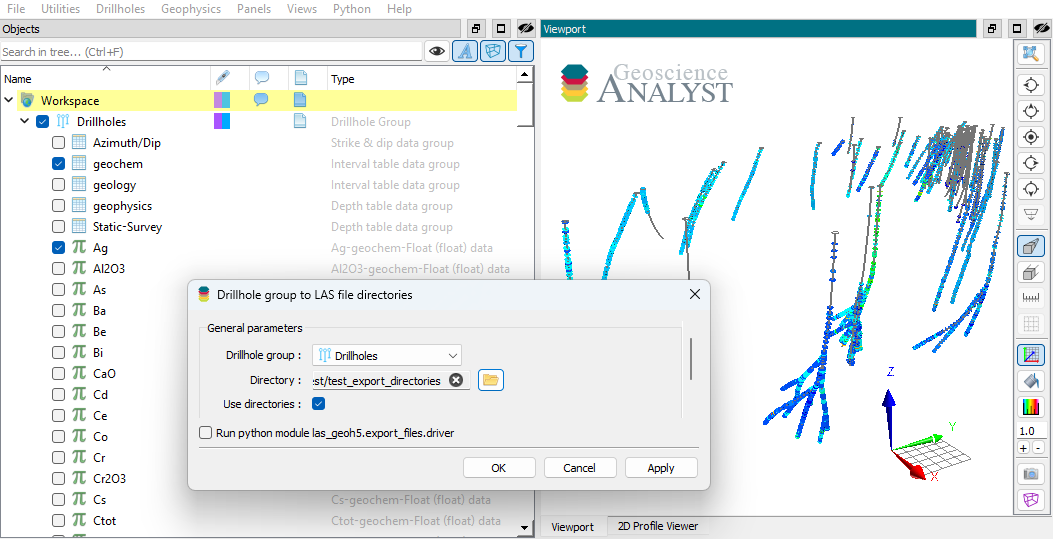 File Utilities Drillholes Geophysics Panels Views Python Help
Objects
Search in tree... (Ctrl+F)
Name Type
Workspace
Drillholes Drillhole Group
Azimuth/Dip Strike & dip data group
geochem Interval table data group
geology Interval table data group
geophysics Depth table data group
Static-Survey Depth table data group
Ag Ag-geochem-Float (float) data
Al2O3 Al2O3-geochem-Float (float) data
As
Ba
Be
Bi
CaO
Cd
Ce
Co
Cr
Cr2O3
Cs Cs-geochem-Float (float) data
Ctot Ctot-geochem-Float (float) data
Drillhole group to LAS file directories
General parameters
Drillhole group : Drillholes
Directory : est/test_export_directories
Use directories :
Run python module las_geoh5.export_files.driver
OK Cancel Apply
Viewport
Geoscience
ANALYST
Z
Y
X
1.0
+ -
Viewport 2D Profile Viewer